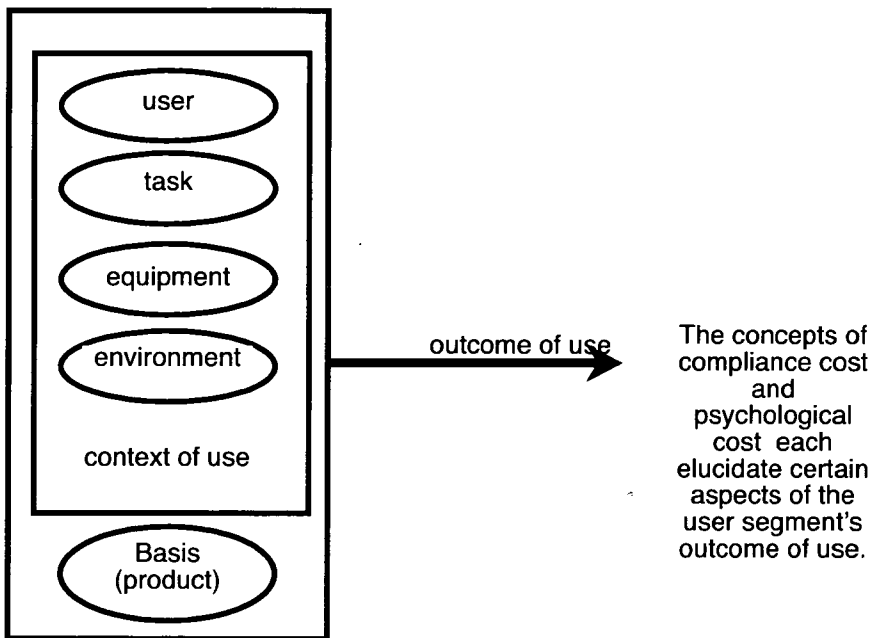 user
task
equipment
environment
context of use
Basis
(product)
outcome of use
The concepts of
compliance cost
and
psychological
cost each
elucidate certain
aspects of the
user segment's
outcome of use.